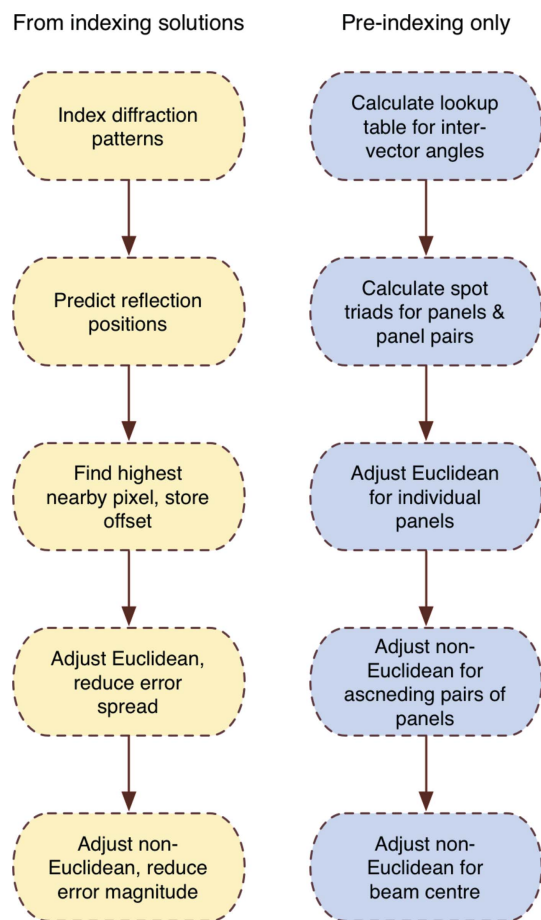 From indexing solutions
Index diffraction
patterns
Predict reflection
positions
Find highest
nearby pixel, store
offset
Adjust Euclidean,
reduce error
spread
Adjust non-
Euclidean, reduce
error magnitude
Pre-indexing only
Calculate lookup
table for inter-
vector angles
Calculate spot
triads for panels &
panel pairs
Adjust Euclidean
for individual
panels
Adjust non-
Euclidean for
ascneding pairs of
panels
Adjust non-
Euclidean for
beam centre